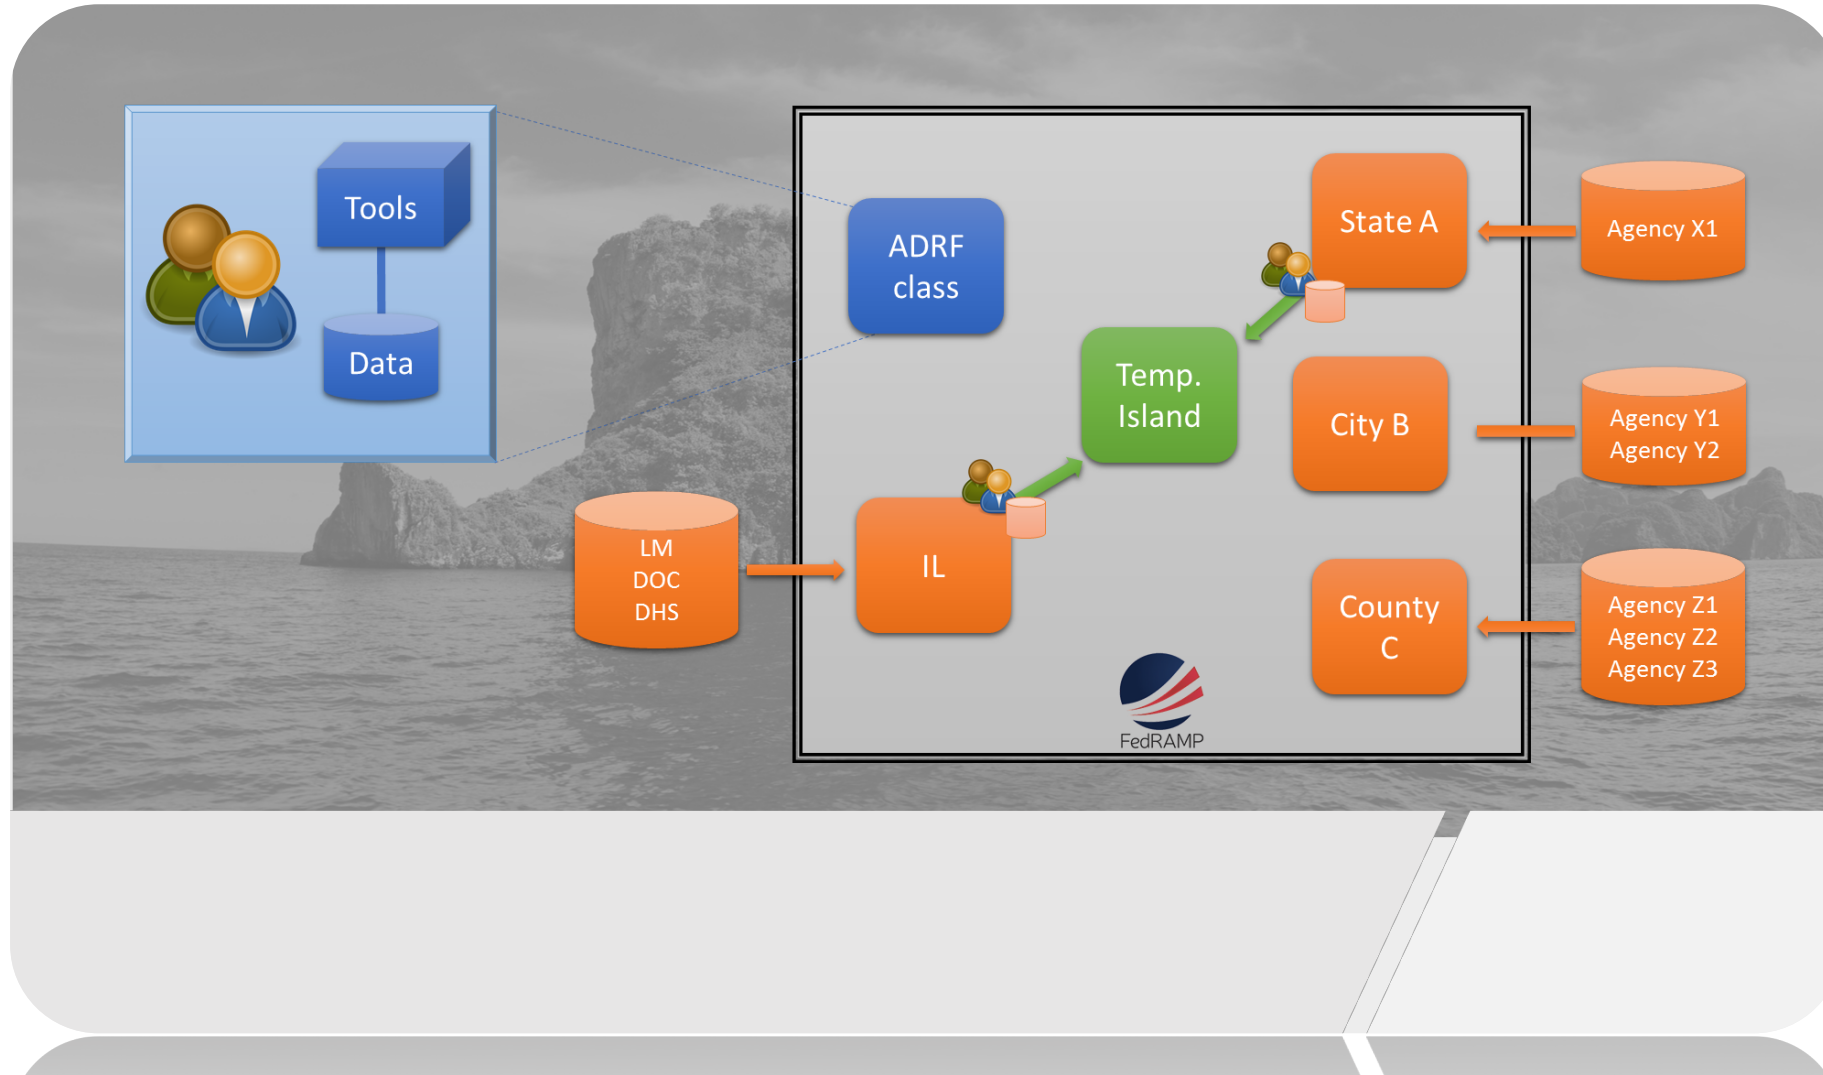 Tools
Data
ADRF
class
State A
Agency X1
Temp.
Island
City B
Agency Y1
Agency Y2
LM
DOC
DHS
IL
County
C
Agency Z1
Agency Z2
Agency Z3
FedRAMP